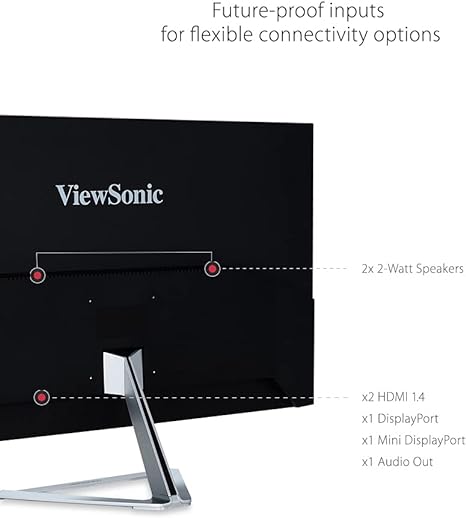 Future-proof inputs
for flexible connectivity options
ViewSonic
2x 2-Watt Speakers
x2 HDMI 1.4
x1 DisplayPort
x1 Mini DisplayPort
x1 Audio Out